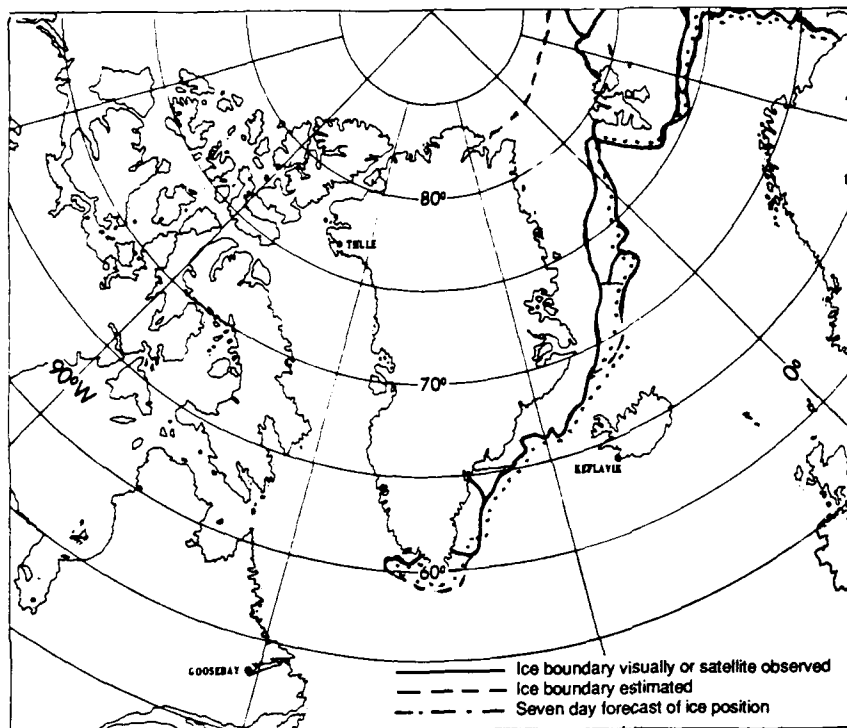 80°
THULE
90°W
70°
0°
KEFLAVIK
60°
GOOSEBAY
Ice boundary visually or satellite observed
Ice boundary estimated
Seven day forecast of ice position